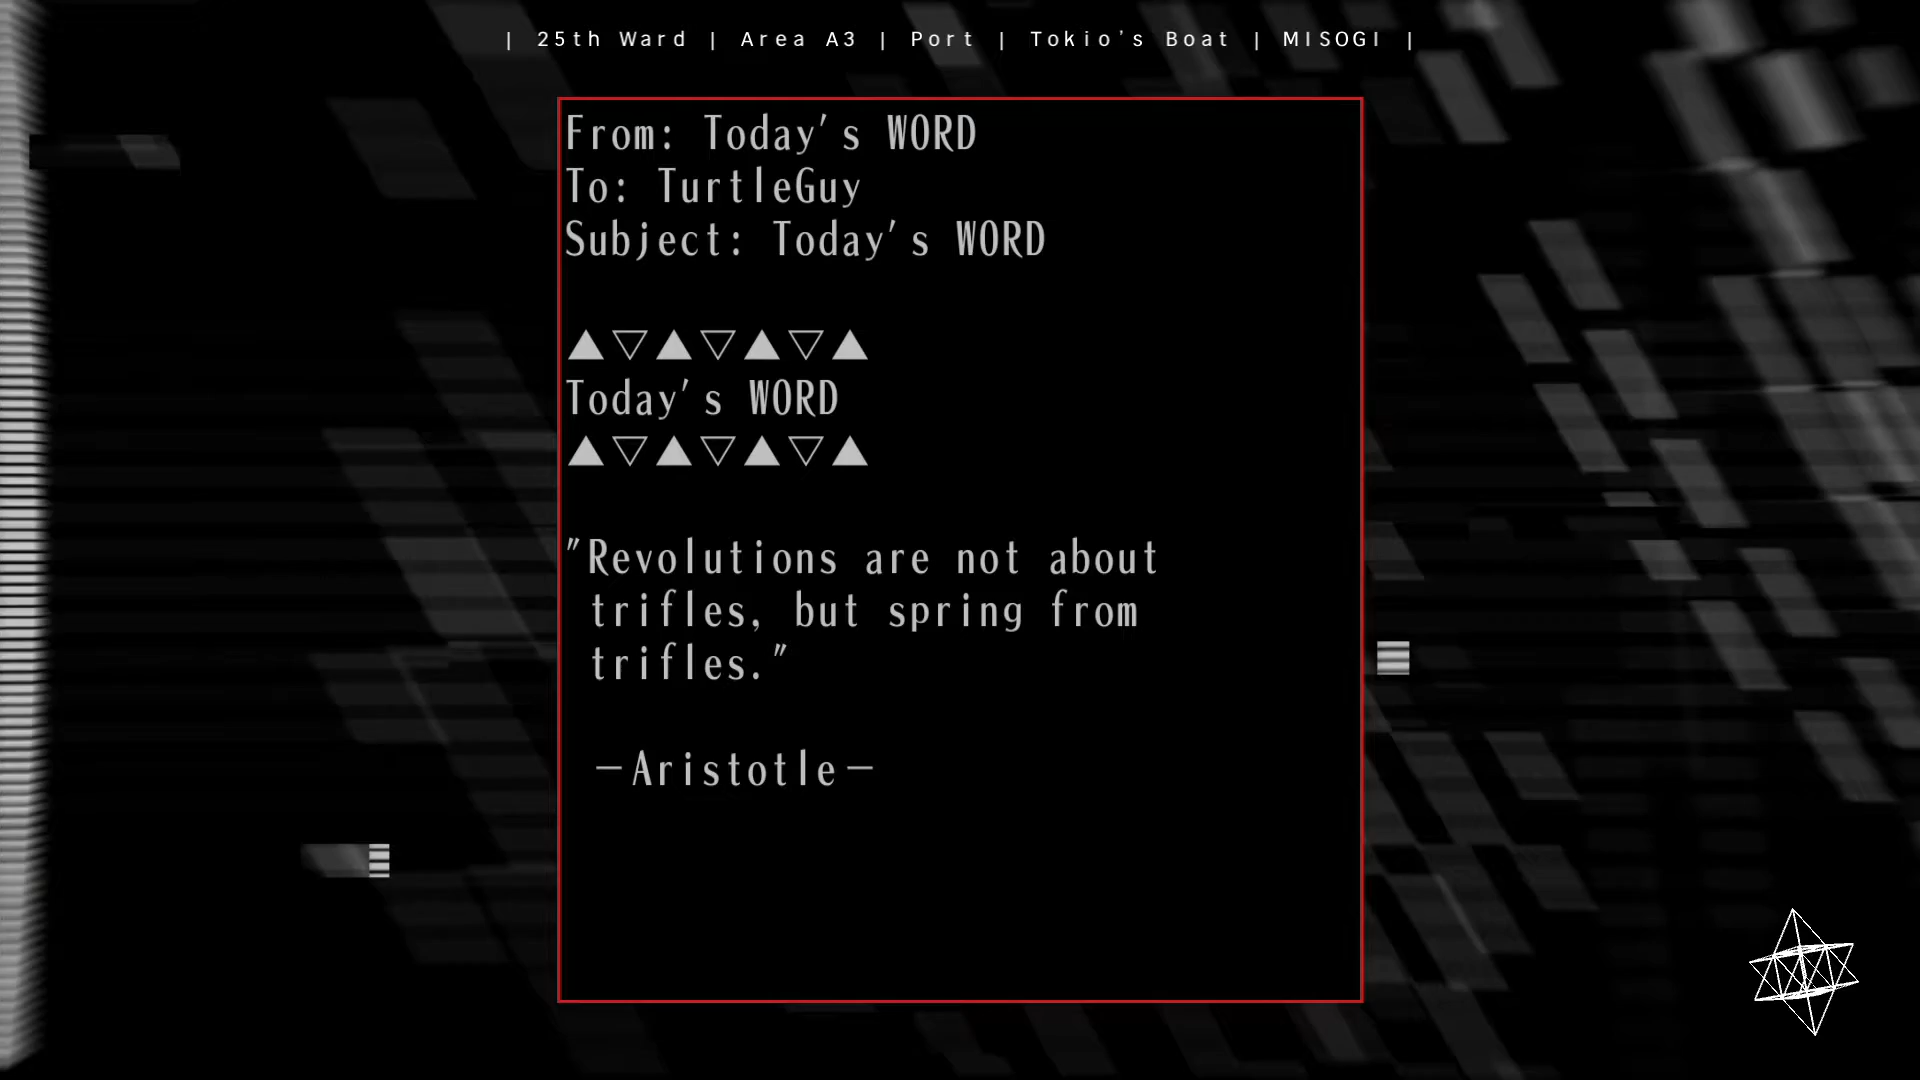 | 25th Ward | Area A3 | Port | Tokio's Boat | MISOGI |
From: Today's WORD
To: TurtleGuy
Subject: Today's WORD
▲▽▲▽▲▽▲
Today's WORD
▲▽▲▽▲▽▲
"Revolutions are not about
trifles, but spring from
trifles."
—Aristotle—